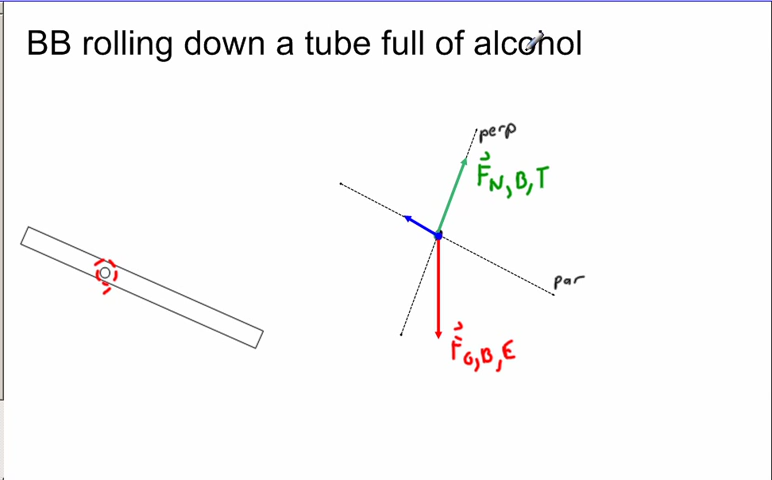 BB rolling down a tube full of alcohol
perp
F⃗N,B,T
par
F⃗G,B,E